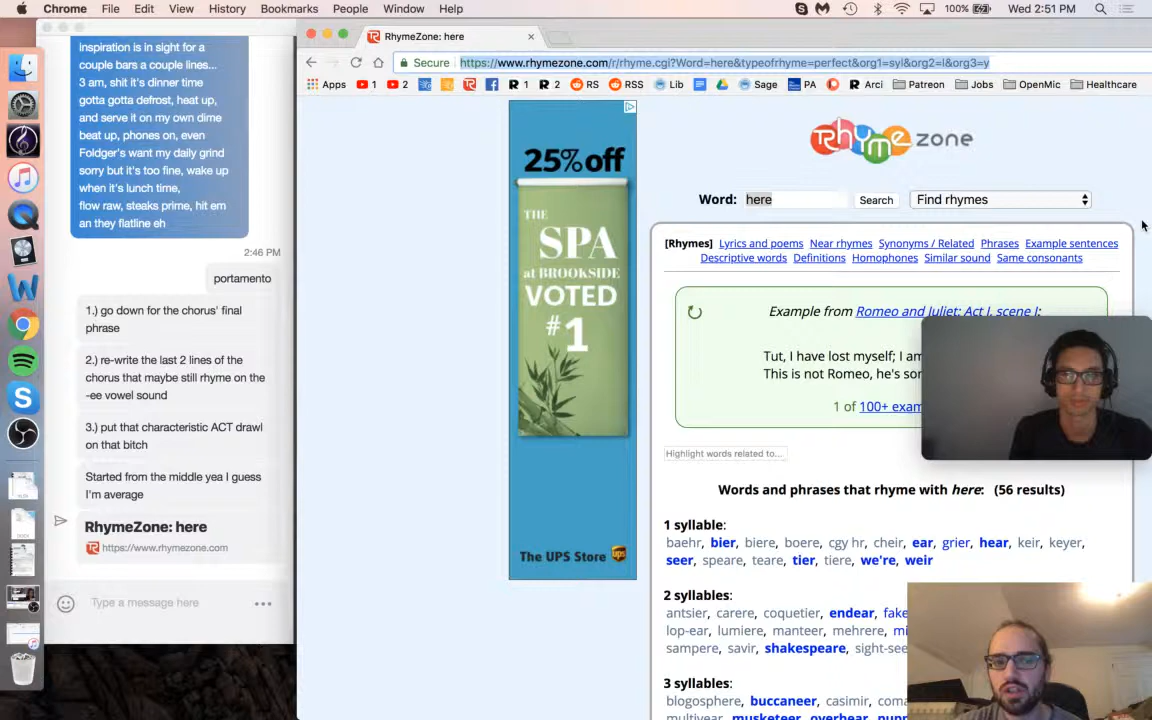 Chrome File Edit View History Bookmarks People Window Help
100% Wed 2:51 PM
inspiration is in sight for a
couple bars a couple lines...
3 am, shit it's dinner time
gotta gotta defrost, heat up,
and serve it on my own dime
beat up, phones on, even
Foldger's want my daily grind
sorry but it's too fine, wake up
when it's lunch time,
flow raw, steaks prime, hit em
an they flatline eh
2:46 PM
portamento
1.) go down for the chorus' final
phrase
2.) re-write the last 2 lines of the
chorus that maybe still rhyme on the
-ee vowel sound
3.) put that characteristic ACT drawl
on that bitch
Started from the middle yea I guess
I'm average
RhymeZone: here
https://www.rhymezone.com
Type a message here
RhymeZone: here
Secure https://www.rhymezone.com/r/rhyme.cgi?Word=here&typeofrhyme=perfect&org1=syl&org2=l&org3=y
Apps 1 2 R 1 R 2 RS RSS Lib Sage PA Arci Patreon Jobs OpenMic Healthcare
25% off
THE
SPA
at BROOKSIDE
VOTED
#1
The UPS Store
ups
Rhyme zone
Word: here Search Find rhymes
[Rhymes] Lyrics and poems Near rhymes Synonyms / Related Phrases Example sentences
Descriptive words Definitions Homophones Similar sound Same consonants
Example from Romeo and Juliet: Act I, scene I:
Tut, I have lost myself; I am
This is not Romeo, he's
1 of 100+
Highlight words related to...
Words and phrases that rhyme with here: (56 results)
1 syllable:
baehr, bier, biere, boere, cgy hr, cheir, ear, grier, hear, keir, keyer,
seer, speare, teare, tier, tiere, we're, weir
2 syllables:
antsier, carere, coquetier, endear,
lop-ear, lumiere, manteer, mehrere,
sampere, savir, shakespeare,
3 syllables:
blogosphere, buccaneer, casimir,
multiyear, musketeer, overhear,